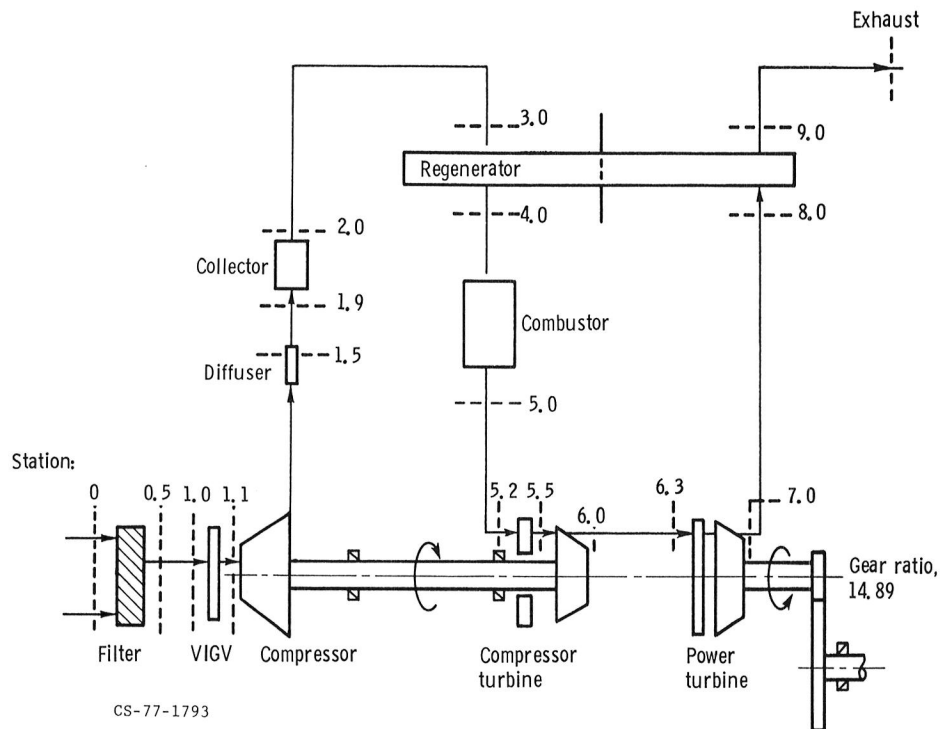 Exhaust
3.0
9.0
Regenerator
4.0
8.0
2.0
Collector
1.9
Combustor
1.5
Diffuser
5.0
Station:
0
0.5
1.0
1.1
5.2
5.5
6.0
6.3
7.0
Gear ratio,
14.89
Filter
VIGV
Compressor
Compressor
turbine
Power
turbine
CS-77-1793